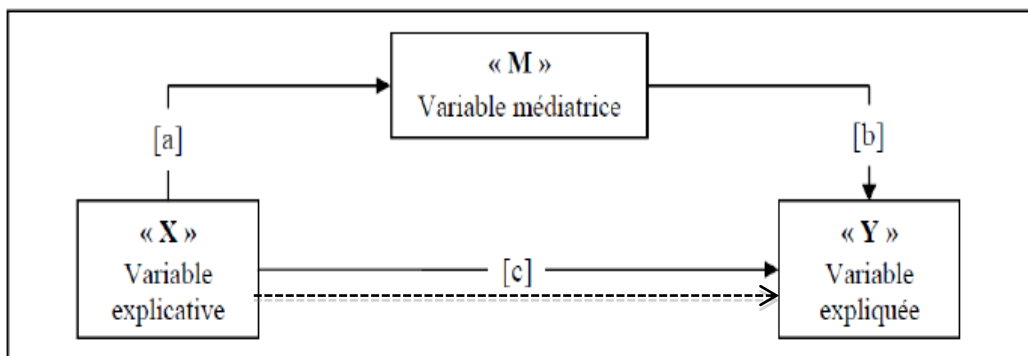 « M »
Variable médiatrice
[a]
[b]
« X »
Variable
explicative
[c]
« Y »
Variable
expliquée